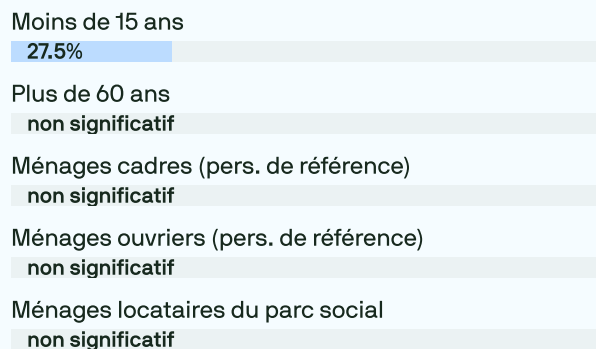 Moins de 15 ans
27.5%
Plus de 60 ans
non significatif
Ménages cadres (pers. de référence)
non significatif
Ménages ouvriers (pers. de référence)
non significatif
Ménages locataires du parc social
non significatif